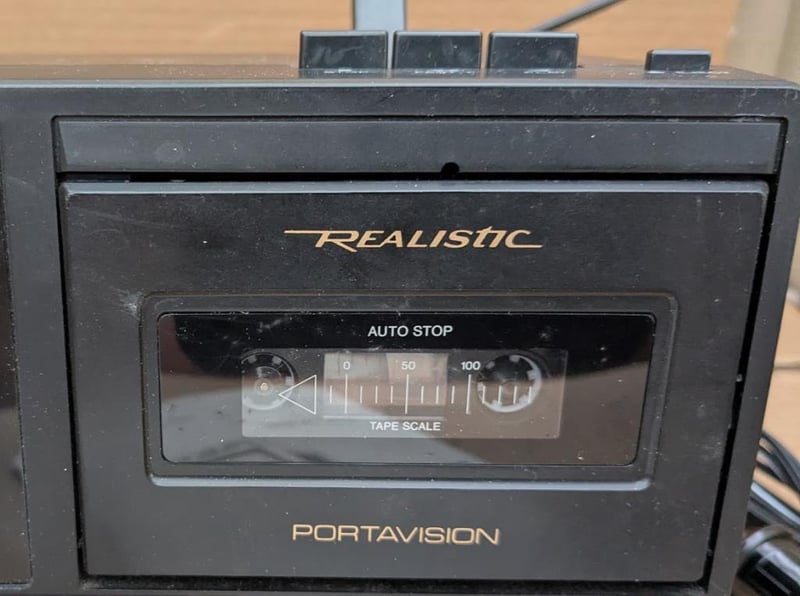 REALISTIC
AUTO STOP
0 50 100
TAPE SCALE
PORTAVISION